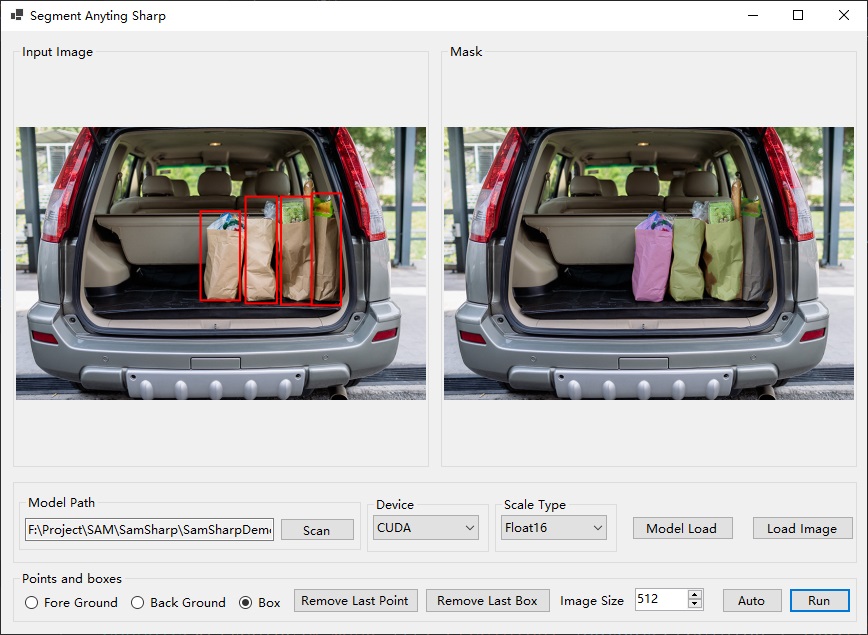 Segment Anyting Sharp
Input Image
Mask
Model Path
F:\Project\SAM\SamSharp\SamSharpDem
Scan
Device
CUDA
Scale Type
Float16
Model Load
Load Image
Points and boxes
Fore Ground
Back Ground
Box
Remove Last Point
Remove Last Box
Image Size
512
Auto
Run